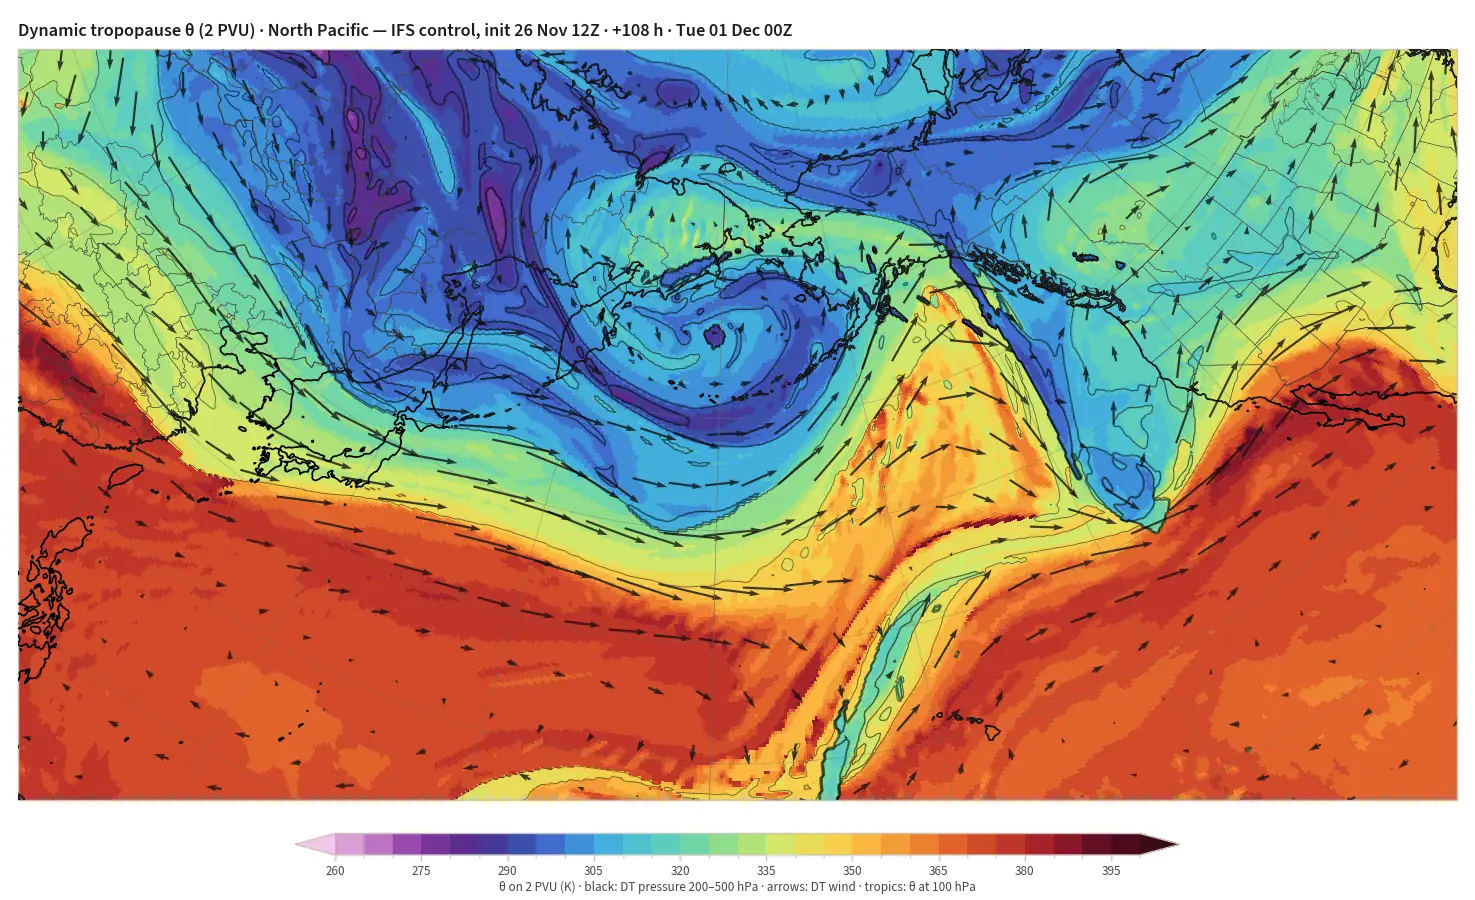 Dynamic tropopause θ (2 PVU) · North Pacific — IFS control, init 26 Nov 12Z · +108 h · Tue 01 Dec 00Z
260 275 290 305 320 335 350 365 380 395
θ on 2 PVU (K) · black: DT pressure 200–500 hPa · arrows: DT wind · tropics: θ at 100 hPa